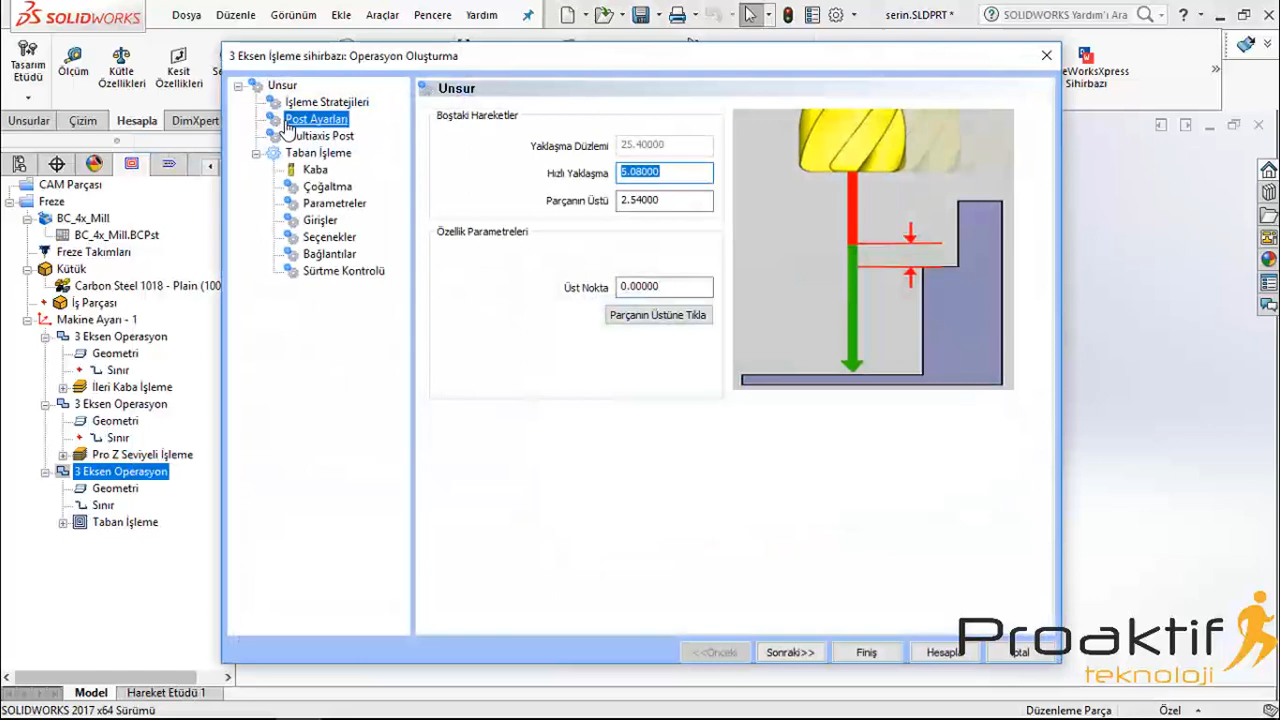 SOLIDWORKS
Dosya
Düzenle
Görünüm
Ekle
Araçlar
Pencere
Yardım
serin.SLDPRT *
SOLIDWORKS Yardım'ı Ara
Tasarım
Etüdü
Ölçüm
Kütle
Özellikleri
Kesit
Özellikleri
Sihirbazı
Unsurlar
Çizim
Hesapla
DimXpert
3 Eksen İşleme sihirbazı: Operasyon Oluşturma
CAM Parçası
Freze
BC_4x_Mill
BC_4x_Mill.BCPst
Freze Takımları
Kütük
Carbon Steel 1018 - Plain (100
İş Parçası
Makine Ayarı - 1
3 Eksen Operasyon
Geometri
Sınır
İleri Kaba İşleme
3 Eksen Operasyon
Geometri
Sınır
Pro Z Seviyeli İşleme
3 Eksen Operasyon
Geometri
Sınır
Taban İşleme
Unsur
İşleme Stratejileri
Post Ayarları
Multiaxis Post
Taban İşleme
Kaba
Çoğaltma
Parametreler
Girişler
Seçenekler
Bağlantılar
Sürtme Kontrolü
Unsur
Boştaki Hareketler
Yaklaşma Düzlemi 25.40000
Hızlı Yaklaşma 5.08000
Parçanın Üstü 2.54000
Özellik Parametreleri
Üst Nokta 0.00000
Parçanın Üstüne Tıkla
<<Önceki
Sonraki>>
Finiş
Hesapla
Proaktif
teknoloji
Model
Hareket Etüdü 1
SOLIDWORKS 2017 x64 Sürümü
Düzenleme Parça
Özel